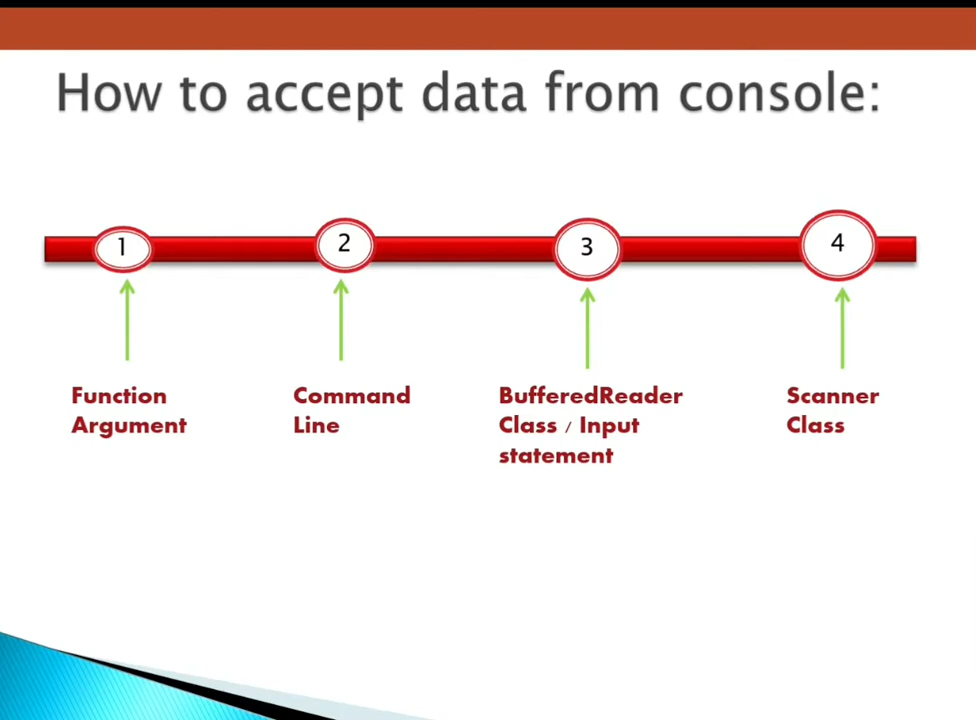 How to accept data from console:
1
2
3
4
Function
Argument
Command
Line
BufferedReader
Class / Input
statement
Scanner
Class